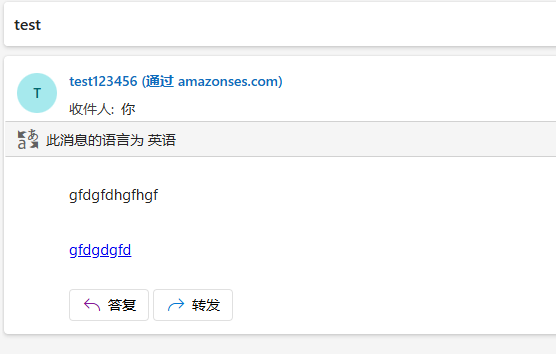 test
T
test123456 (通过 amazonses.com)
收件人: 你
此消息的语言为 英语
gfdgfdhgfhgf
gfdgdgfd
答复 转发